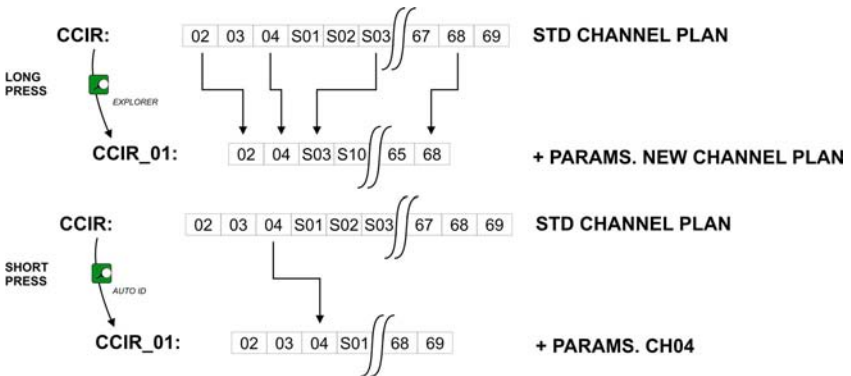 CCIR: 02 03 04 S01 S02 S03 67 68 69 STD CHANNEL PLAN
LONG
PRESS
EXPLORER
CCIR_01: 02 04 S03 S10 65 68 + PARAMS. NEW CHANNEL PLAN
CCIR: 02 03 04 S01 S02 S03 67 68 69 STD CHANNEL PLAN
SHORT
PRESS
AUTO ID
CCIR_01: 02 03 04 S01 68 69 + PARAMS. CH04